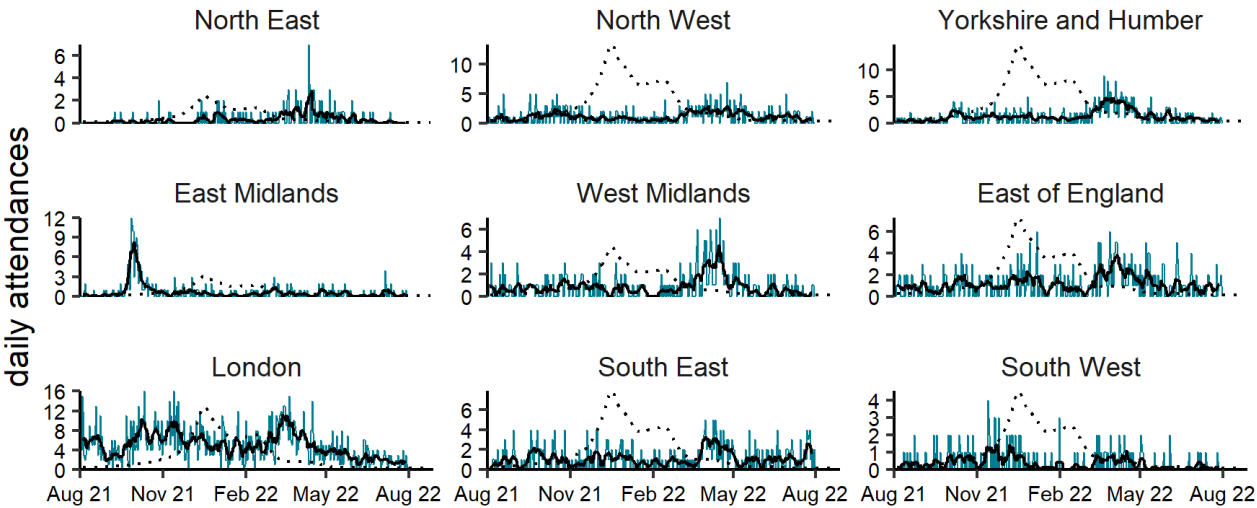 North East
North West
Yorkshire and Humber
6
4
2
0
10
5
0
10
5
0
daily attendances
East Midlands
West Midlands
East of England
12
9
6
3
0
6
4
2
0
6
4
2
0
London
South East
South West
16
12
8
4
0
6
4
2
0
4
3
2
1
0
Aug 21 Nov 21 Feb 22 May 22 Aug 22
Aug 21 Nov 21 Feb 22 May 22 Aug 22
Aug 21 Nov 21 Feb 22 May 22 Aug 22